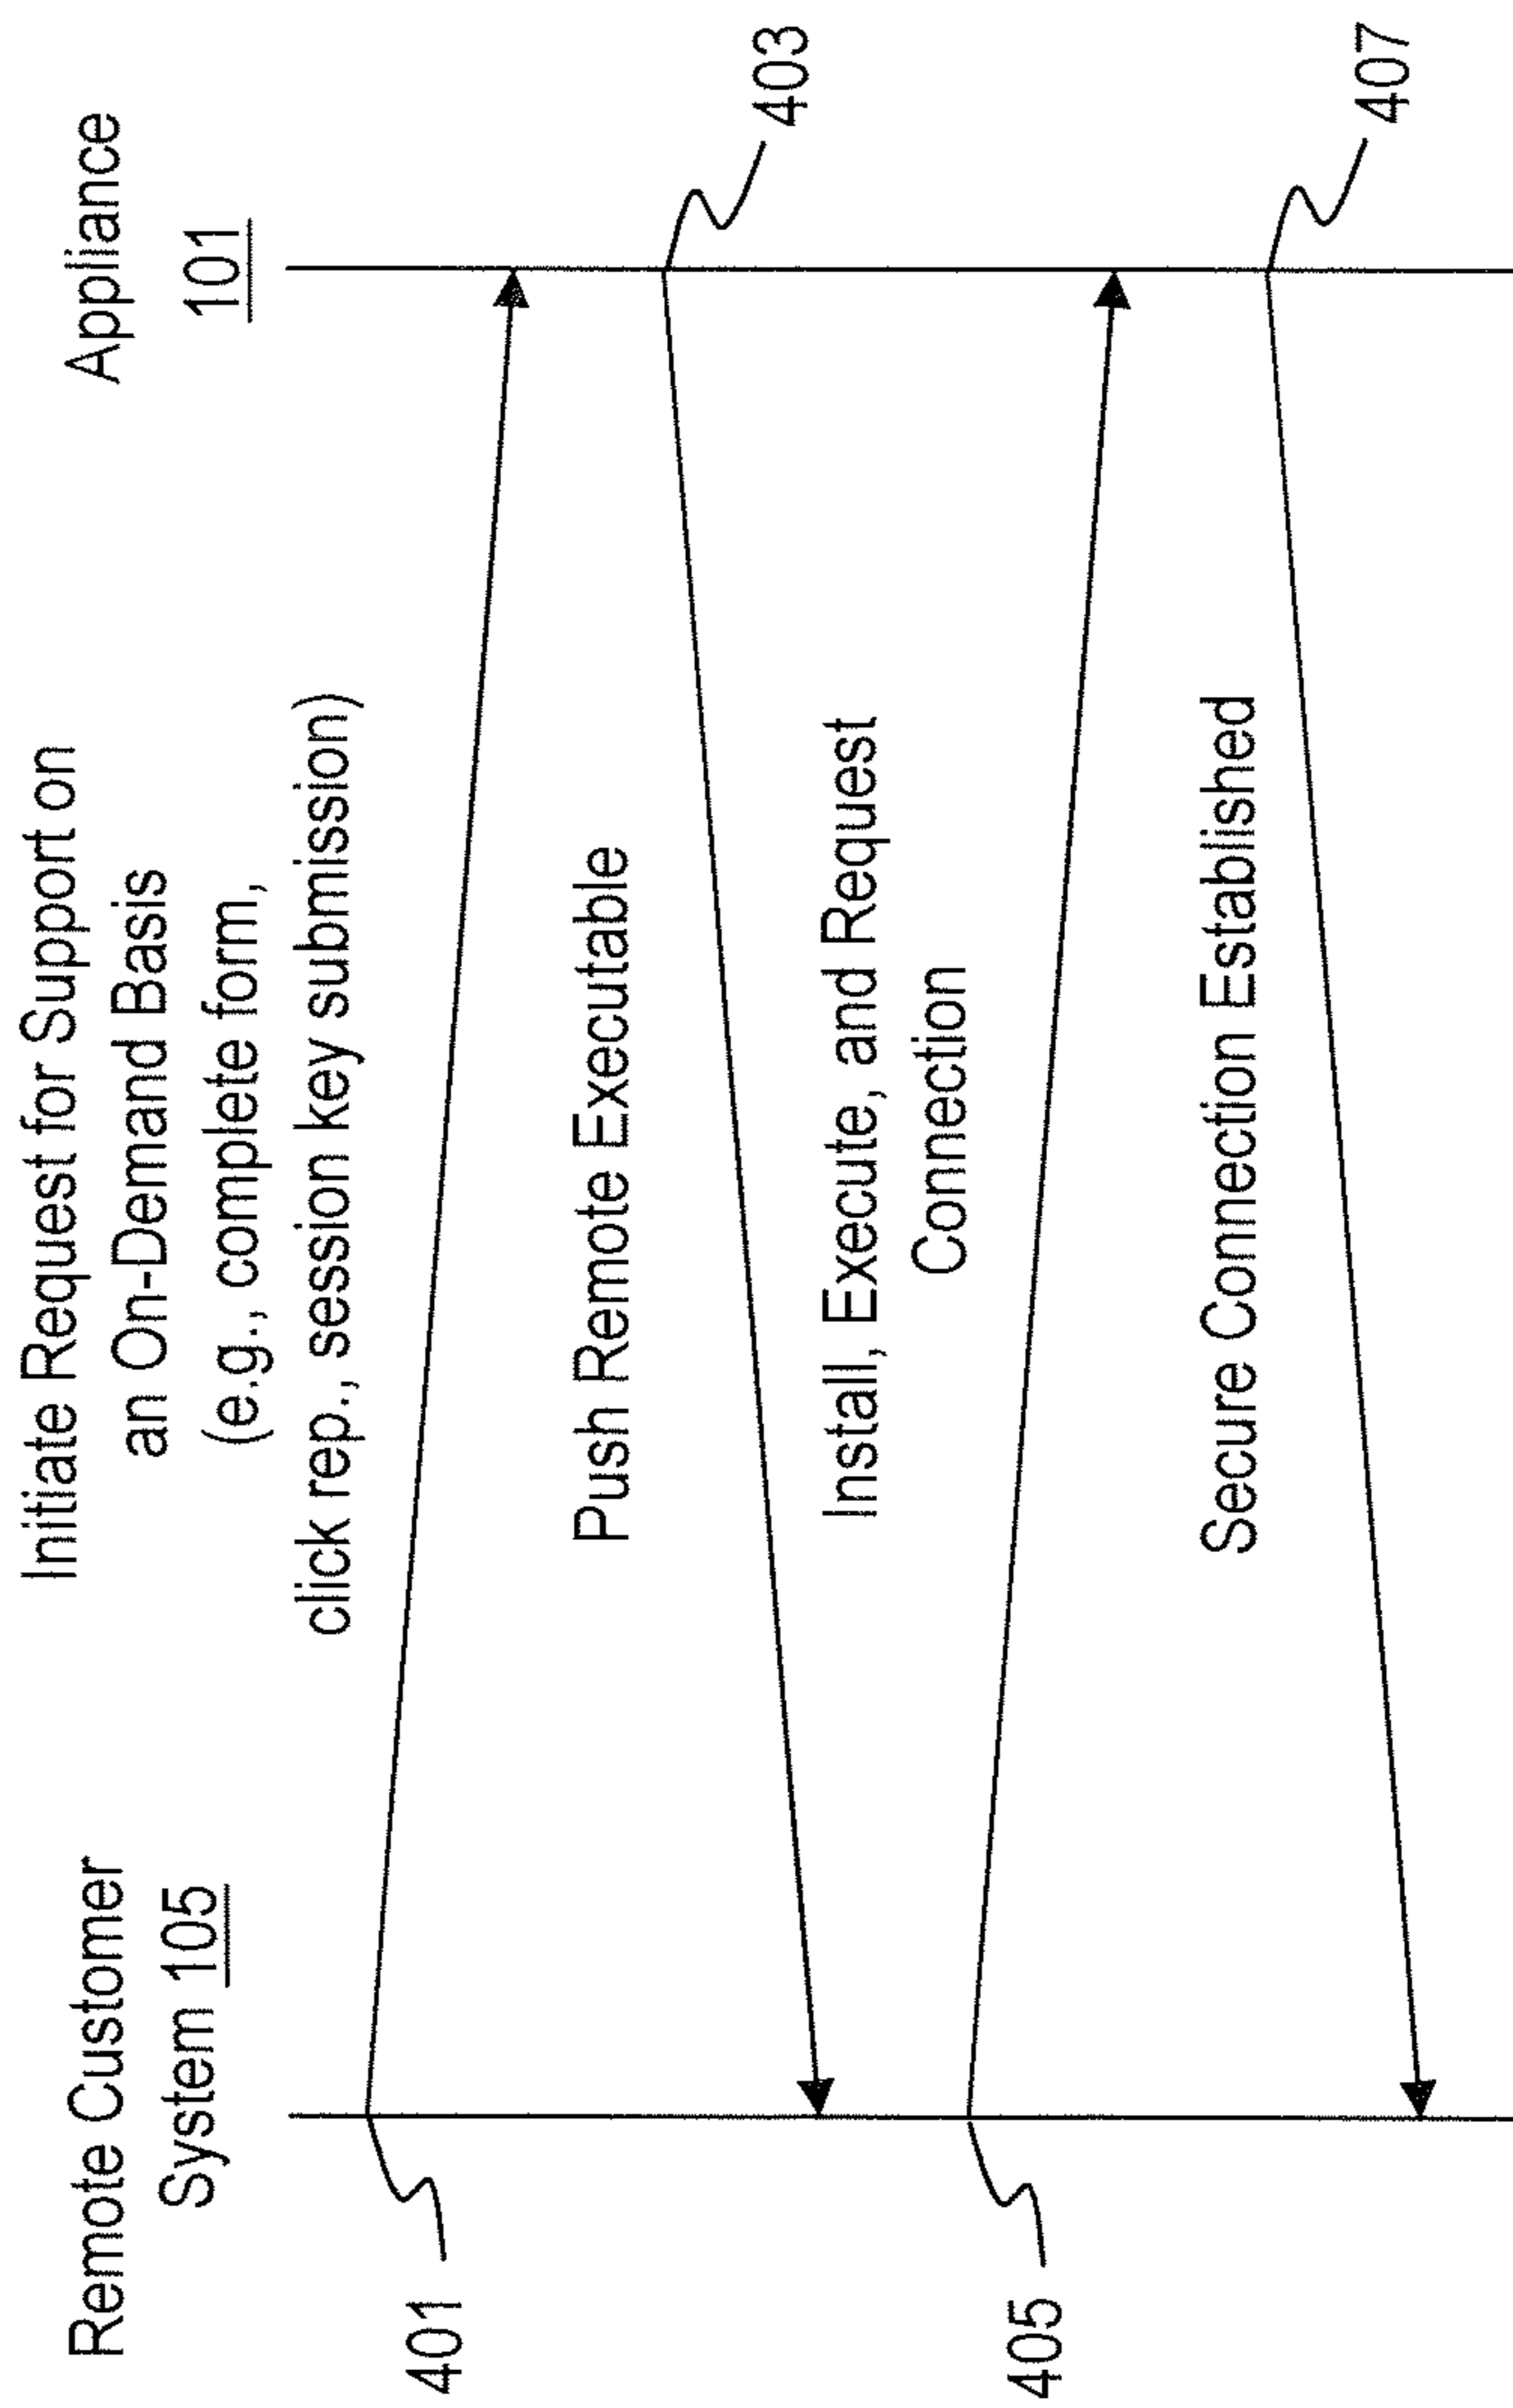 Remote Customer
System 105
Initiate Request for Support on
an On-Demand Basis
(e.g., complete form,
click rep., session key submission)
Appliance
101
401
Push Remote Executable
403
Install, Execute, and Request
Connection
405
Secure Connection Established
407